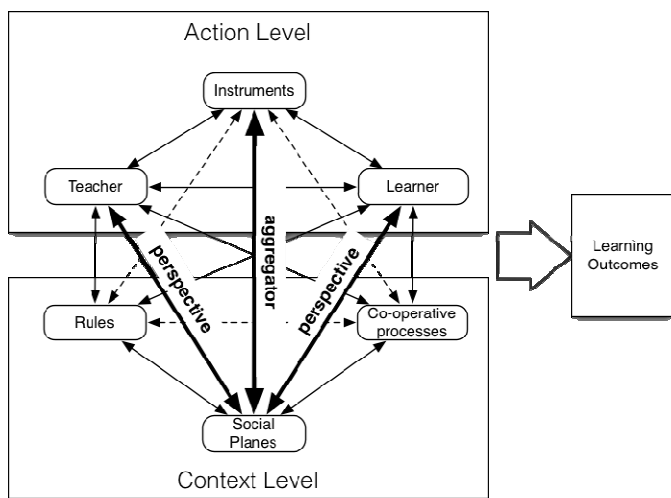 Action Level
Instruments
Teacher
Learner
perspective
aggregator
perspective
Learning
Outcomes
Rules
Co-operative
processes
Social
Planes
Context Level